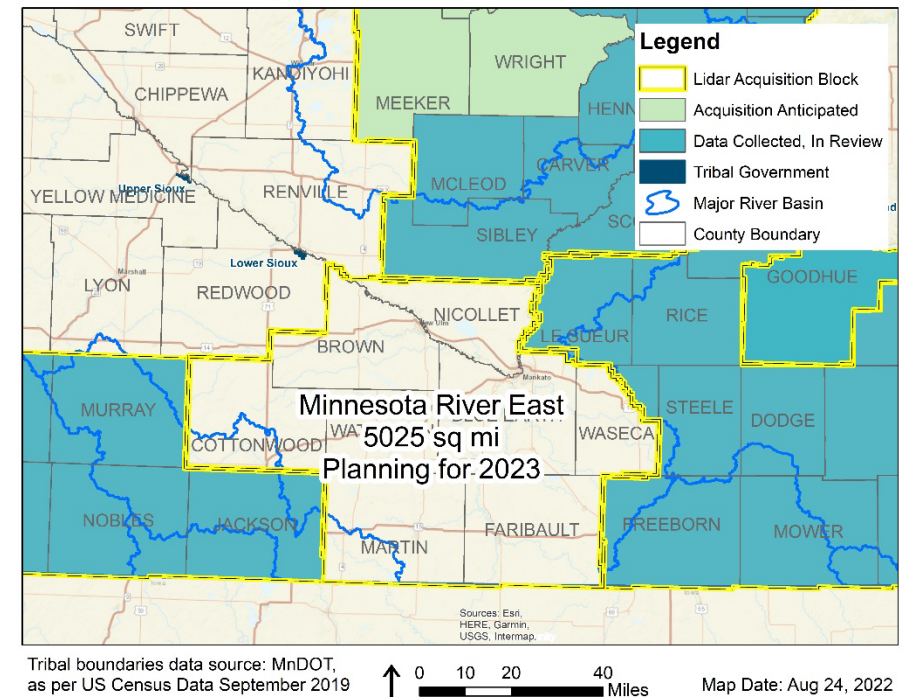 SWIFT
KANDIYOHI
WRIGHT
CHIPPEWA
MEEKER
HENN
CARVER
MCLEOD
Upper Sioux
YELLOW MEDICINE
RENVILLE
SC
SIBLEY
Lower Sioux
Marshall
LYON
REDWOOD
GOODHUE
NICOLLET
New Ulm
RICE
LE SUEUR
BROWN
Mankato
MURRAY
STEELE
DODGE
Minnesota River East
5025 sq mi
Planning for 2023
WAT
BLUE EARTH
WASECA
COTTONWOOD
NOBLES
JACKSON
FARIBAULT
FREEBORN
MOWER
MARTIN
Legend
Lidar Acquisition Block
Acquisition Anticipated
Data Collected, In Review
Tribal Government
Major River Basin
County Boundary
Sources: Esri,
HERE, Garmin,
USGS, Intermap,
Tribal boundaries data source: MnDOT,
as per US Census Data September 2019
0 10 20 40
Miles
Map Date: Aug 24, 2022